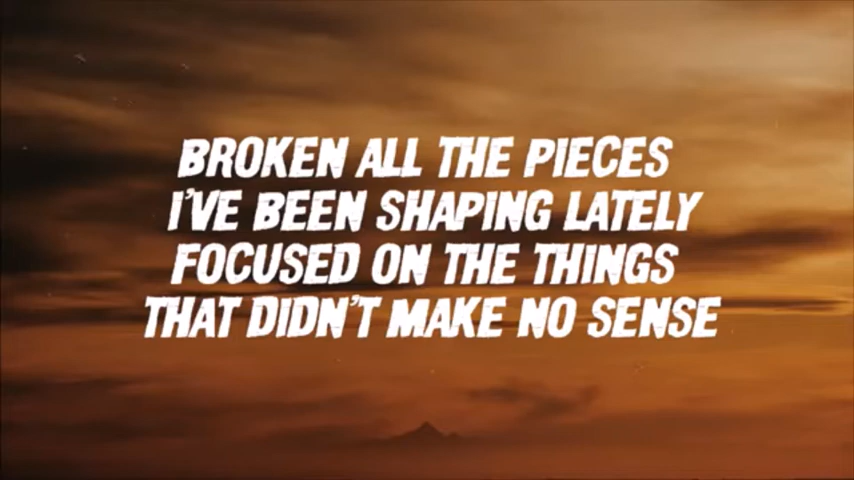 BROKEN ALL THE PIECES
I'VE BEEN SHAPING LATELY
FOCUSED ON THE THINGS
THAT DIDN'T MAKE NO SENSE